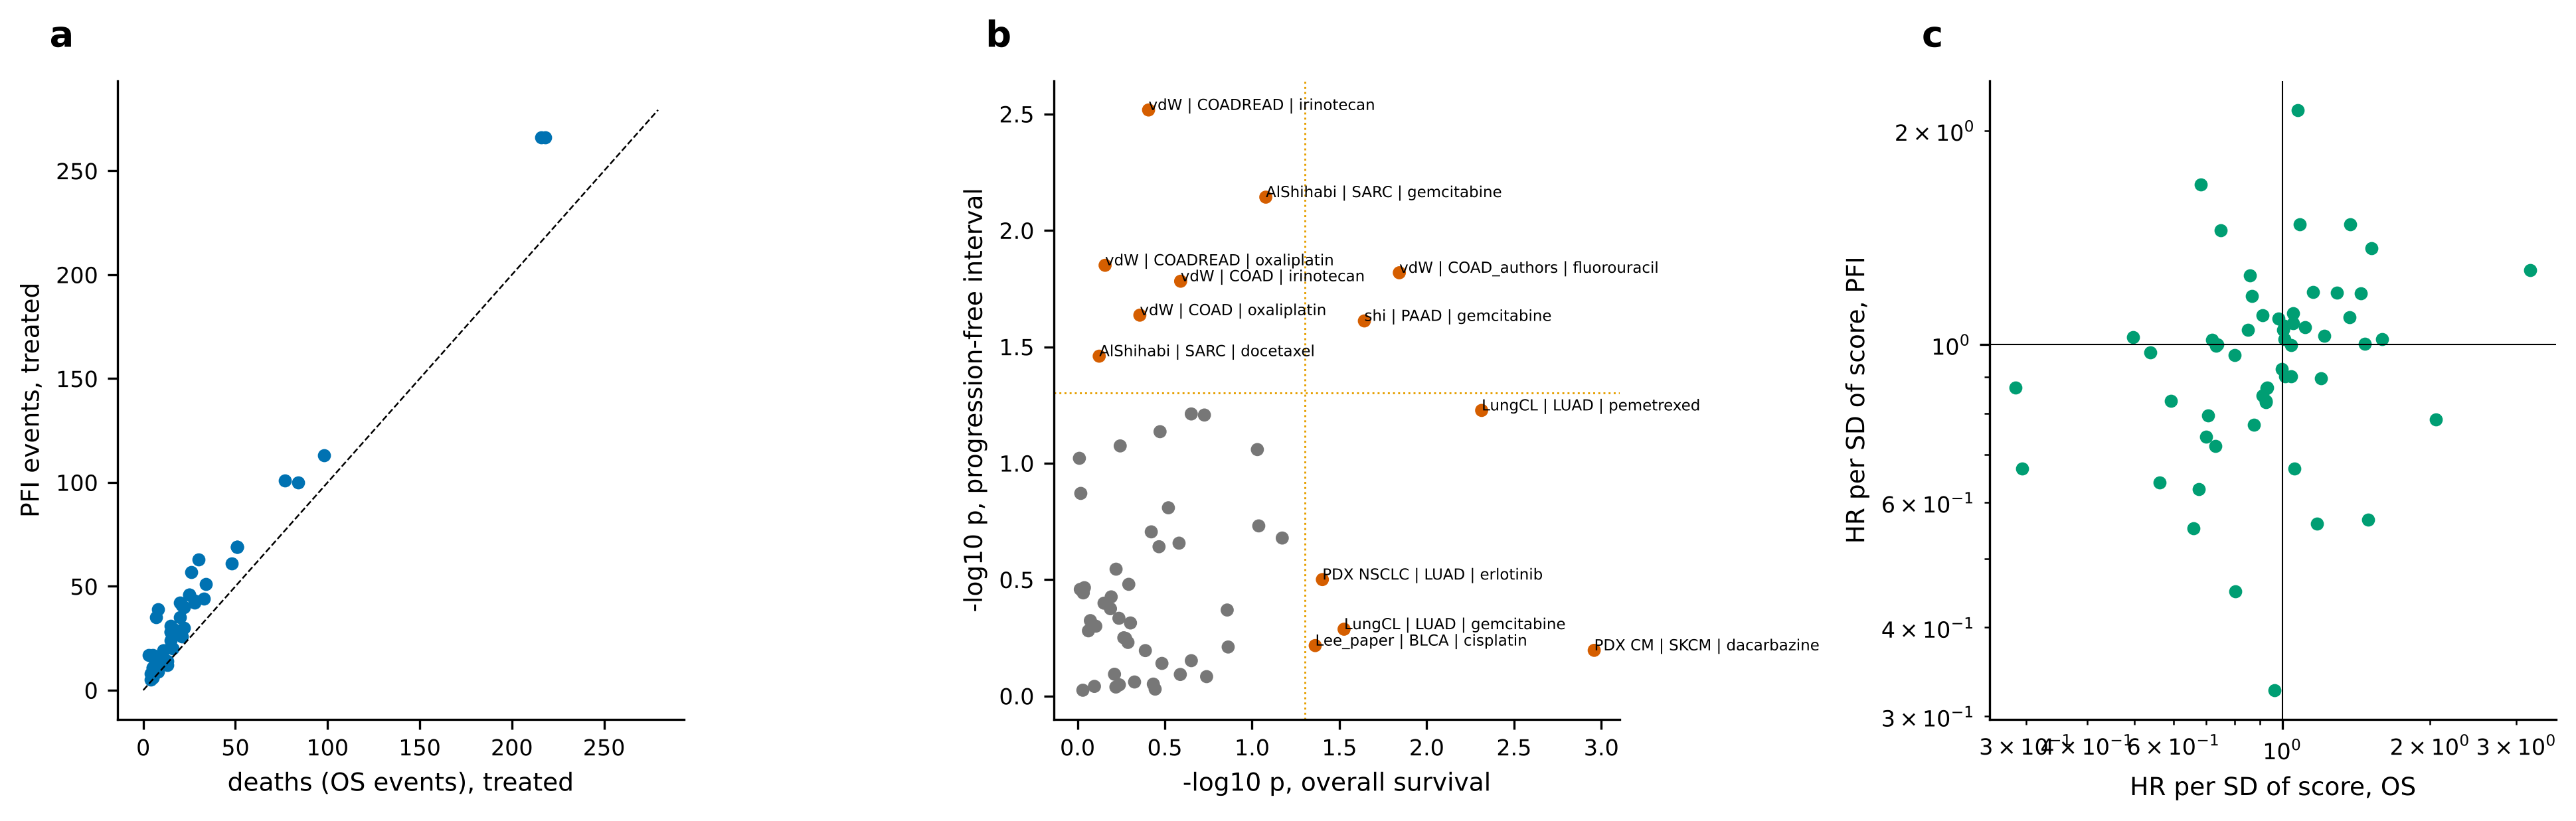 a
PFI events, treated
250
200
150
100
50
0
0 50 100 150 200 250
deaths (OS events), treated
b
-log10 p, progression-free interval
2.5
2.0
1.5
1.0
0.5
0.0
vdW | COADREAD | irinotecan
AlShihabi | SARC | gemcitabine
vdW | COADREAD | oxaliplatin
vdW | COAD_authors | fluorouracil
vdW | COAD | irinotecan
vdW | COAD | oxaliplatin
shi | PAAD | gemcitabine
AlShihabi | SARC | docetaxel
LungCL | LUAD | pemetrexed
PDX NSCLC | LUAD | erlotinib
LungCL | LUAD | gemcitabine
Lee_paper | BLCA | cisplatin
PDX CM | SKCM | dacarbazine
0.0 0.5 1.0 1.5 2.0 2.5 3.0
-log10 p, overall survival
c
HR per SD of score, PFI
2 × 10⁰
10⁰
6 × 10⁻¹
4 × 10⁻¹
3 × 10⁻¹
3 × 10⁻¹ 4 × 10⁻¹ 6 × 10⁻¹ 10⁰ 2 × 10⁰ 3 × 10⁰
HR per SD of score, OS